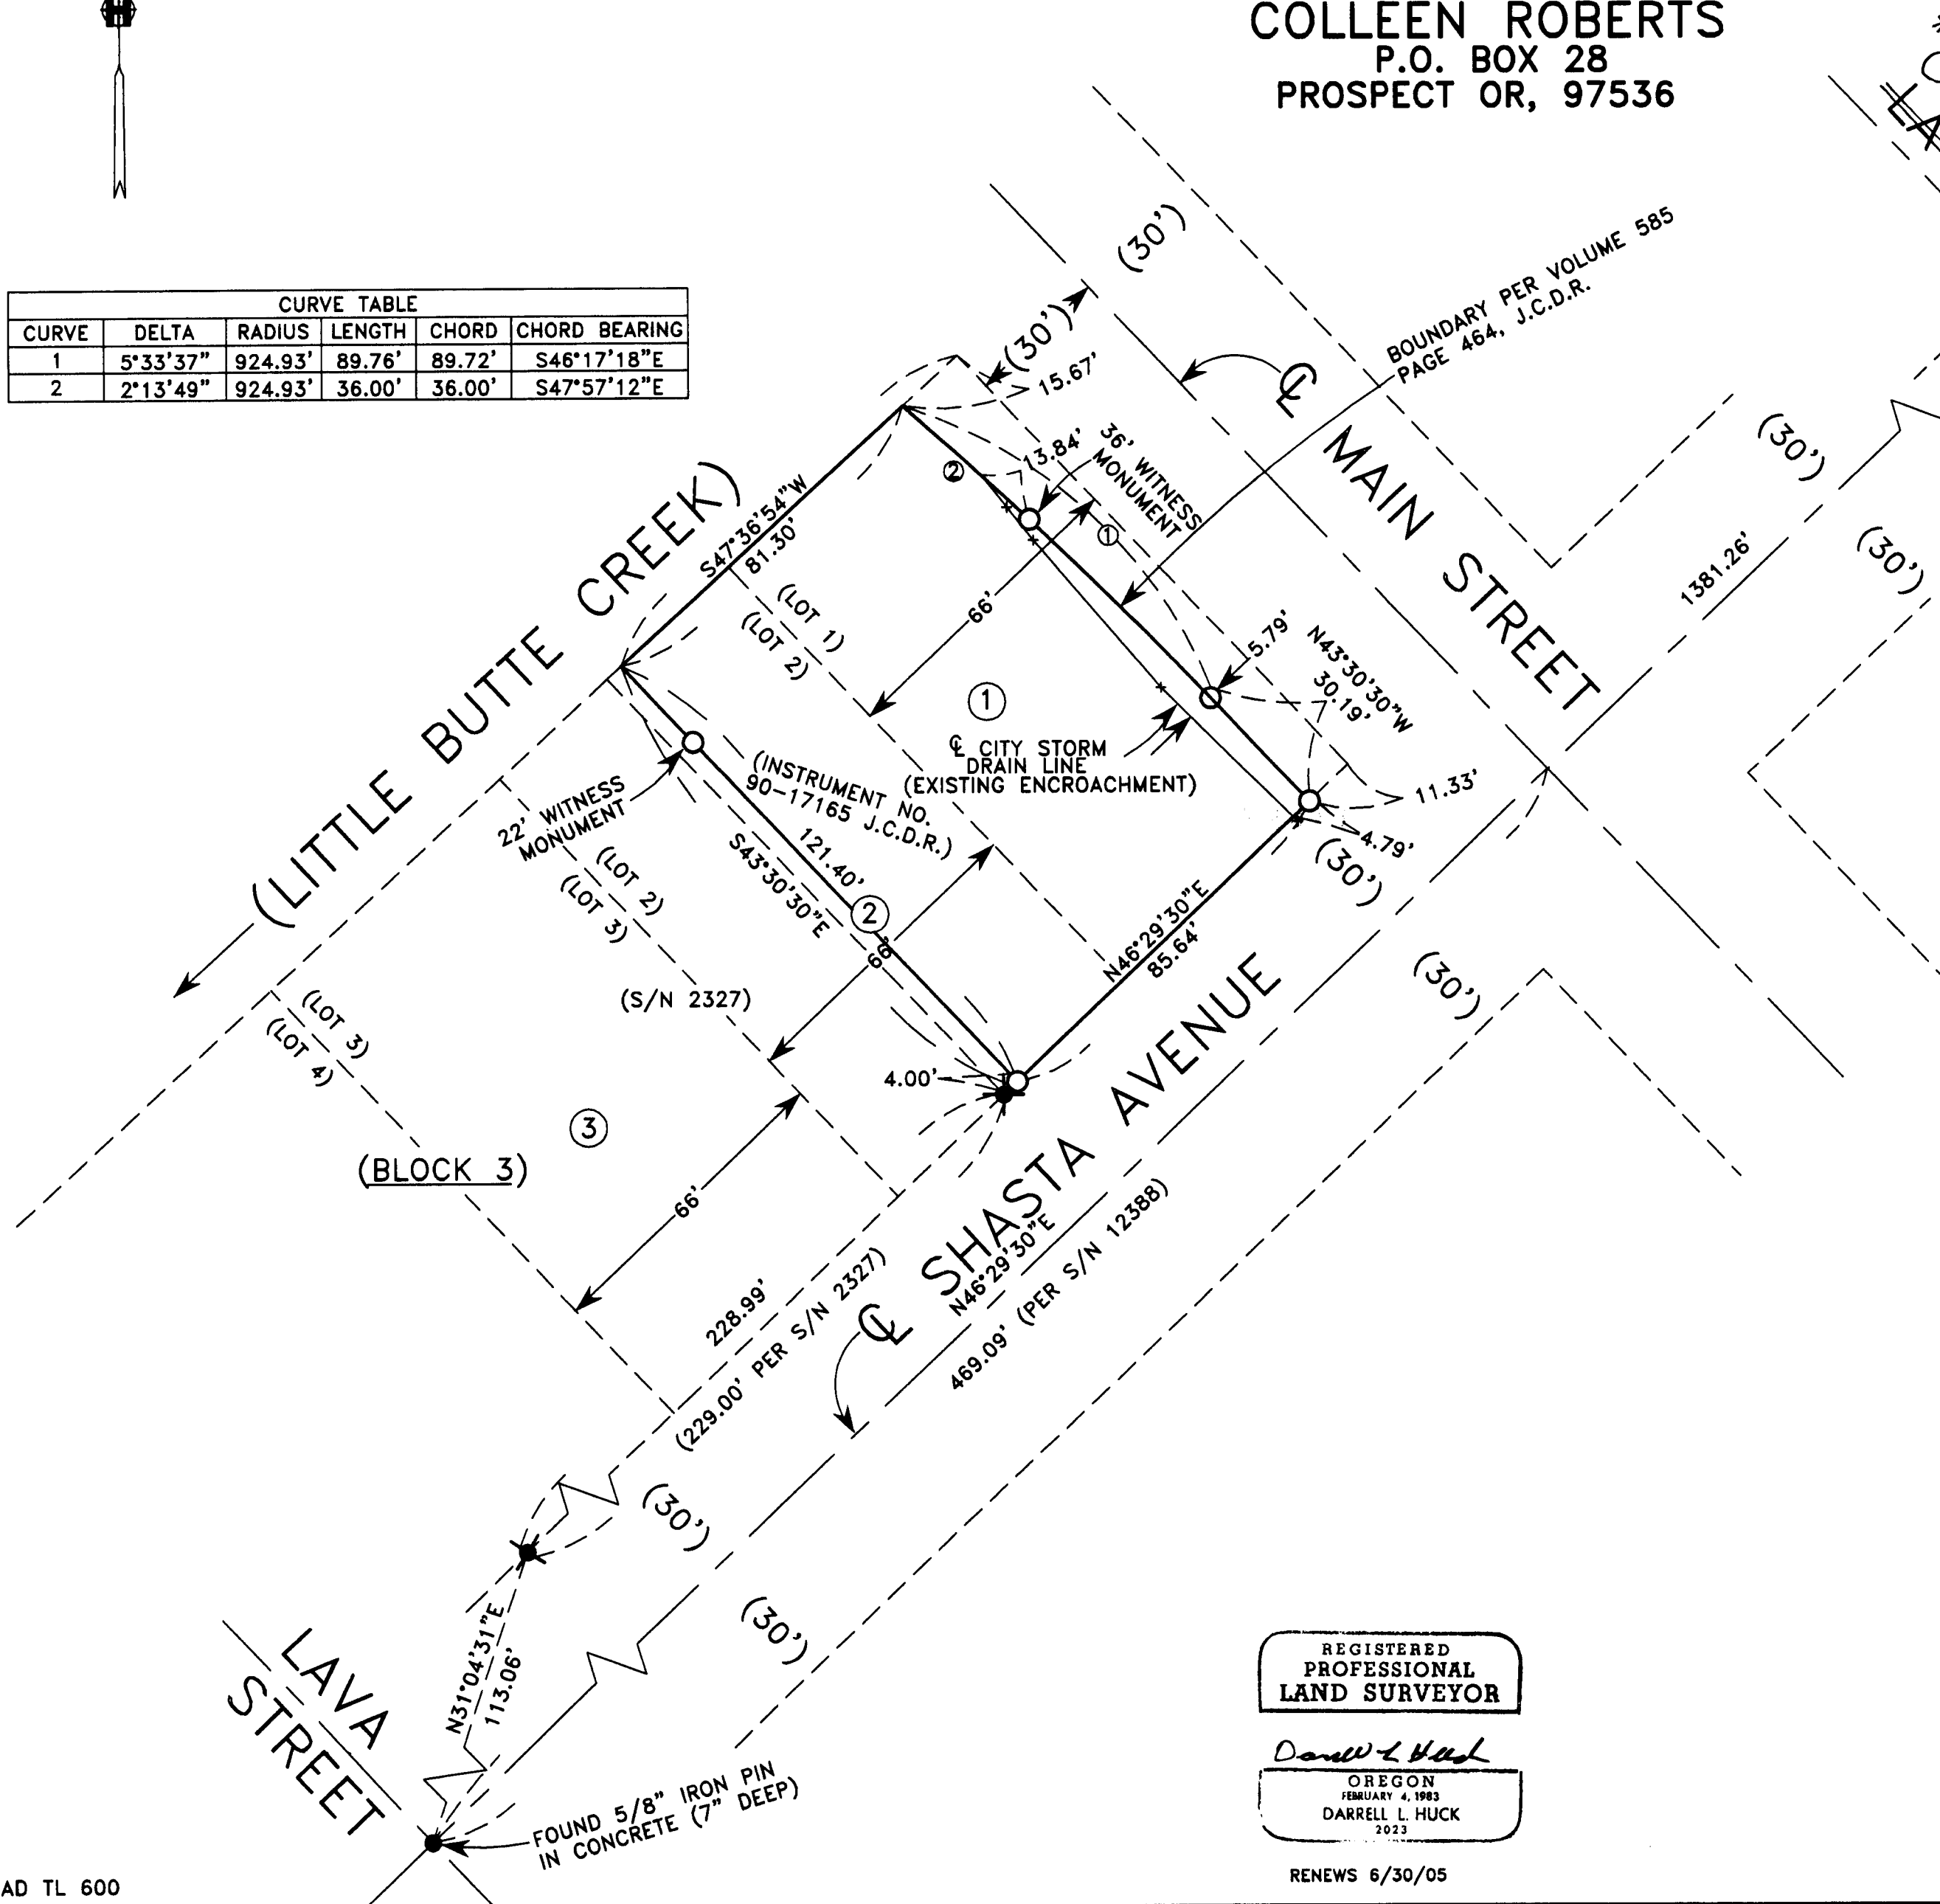 COLLEEN ROBERTS
P.O. BOX 28
PROSPECT OR, 97536
CURVE TABLE
CURVE DELTA RADIUS LENGTH CHORD CHORD BEARING
1 5°33'37" 924.93' 89.76' 89.72' S46°17'18"E
2 2°13'49" 924.93' 36.00' 36.00' S47°57'12"E
(30')
(30')
15.67'
BOUNDARY PER VOLUME 585
PAGE 464, J.C.D.R.
℄ MAIN STREET
(30')
(30')
1381.26'
13.84'
36' WITNESS
MONUMENT
2
1
S47°36'54"W
81.30'
(LITTLE BUTTE CREEK)
(LOT 1)
(LOT 2)
66'
5.79'
N43°30'30"W
30.19'
1
℄ CITY STORM
DRAIN LINE
(EXISTING ENCROACHMENT)
11.33'
4.79'
(30')
22' WITNESS
MONUMENT
(INSTRUMENT NO.
90-17165 J.C.D.R.)
121.40'
S43°30'30"E
(LOT 2)
(LOT 3)
2
66'
N46°29'30"E
85.64'
(30')
(S/N 2327)
(LOT 3)
(LOT 4)
4.00'
3
(BLOCK 3)
66'
℄ SHASTA AVENUE
N46°29'30"E
469.09' (PER S/N 12388)
228.99'
(229.00' PER S/N 2327)
(30')
(30')
N31°04'31"E
113.06'
LAVA
STREET
FOUND 5/8" IRON PIN
IN CONCRETE (7" DEEP)
REGISTERED
PROFESSIONAL
LAND SURVEYOR
Darrell L Huck
OREGON
FEBRUARY 4, 1983
DARRELL L. HUCK
2023
RENEWS 6/30/05
AD TL 600